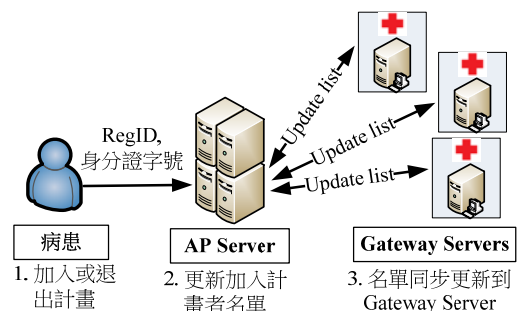 Update list
Update list
Update list
RegID,
身分證字號
病患
AP Server
Gateway Servers
1. 加入或退
出計畫
2. 更新加入計
畫者名單
3. 名單同步更新到
Gateway Server